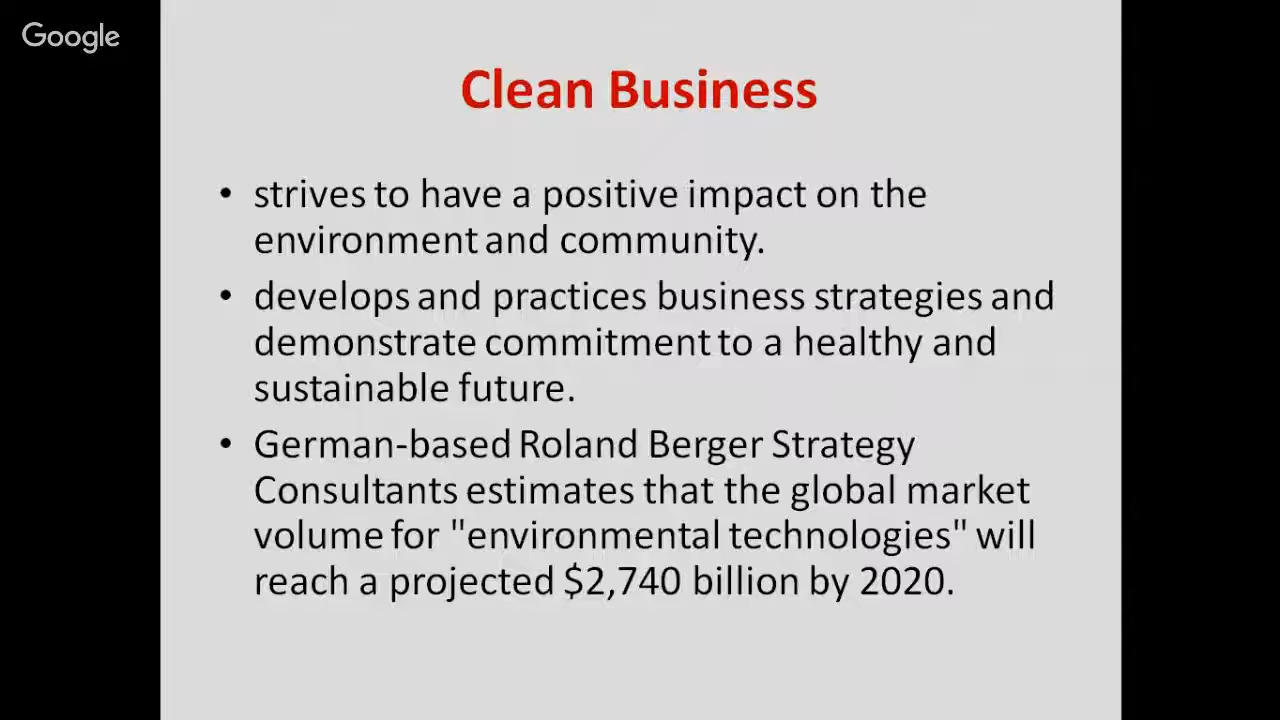 Google
Clean Business
• strives to have a positive impact on the
environment and community.
• develops and practices business strategies and
demonstrate commitment to a healthy and
sustainable future.
• German-based Roland Berger Strategy
Consultants estimates that the global market
volume for "environmental technologies" will
reach a projected $2,740 billion by 2020.